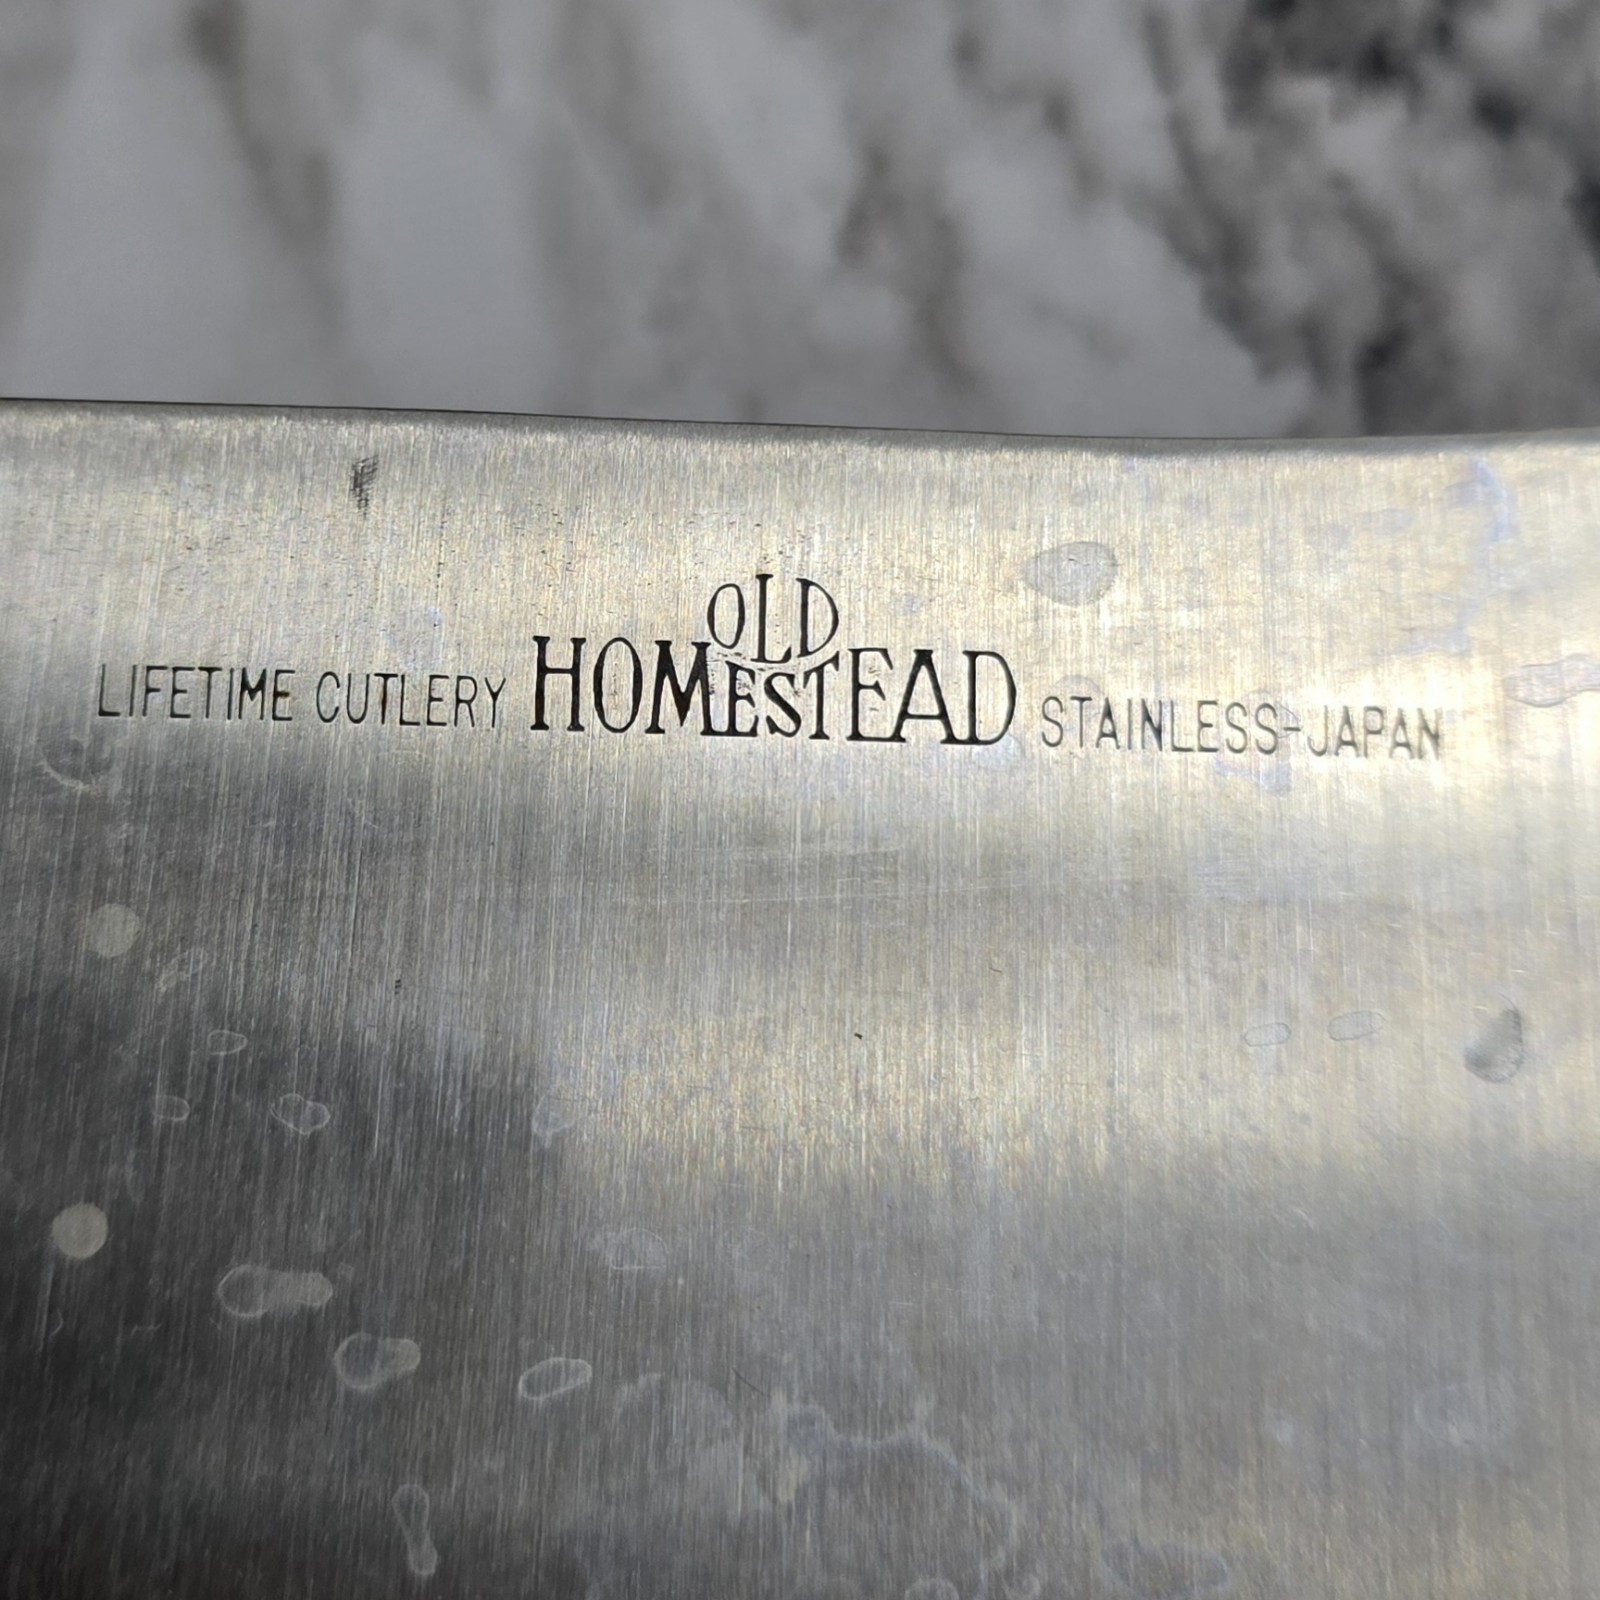 OLD
LIFETIME CUTLERY HOMESTEAD STAINLESS-JAPAN